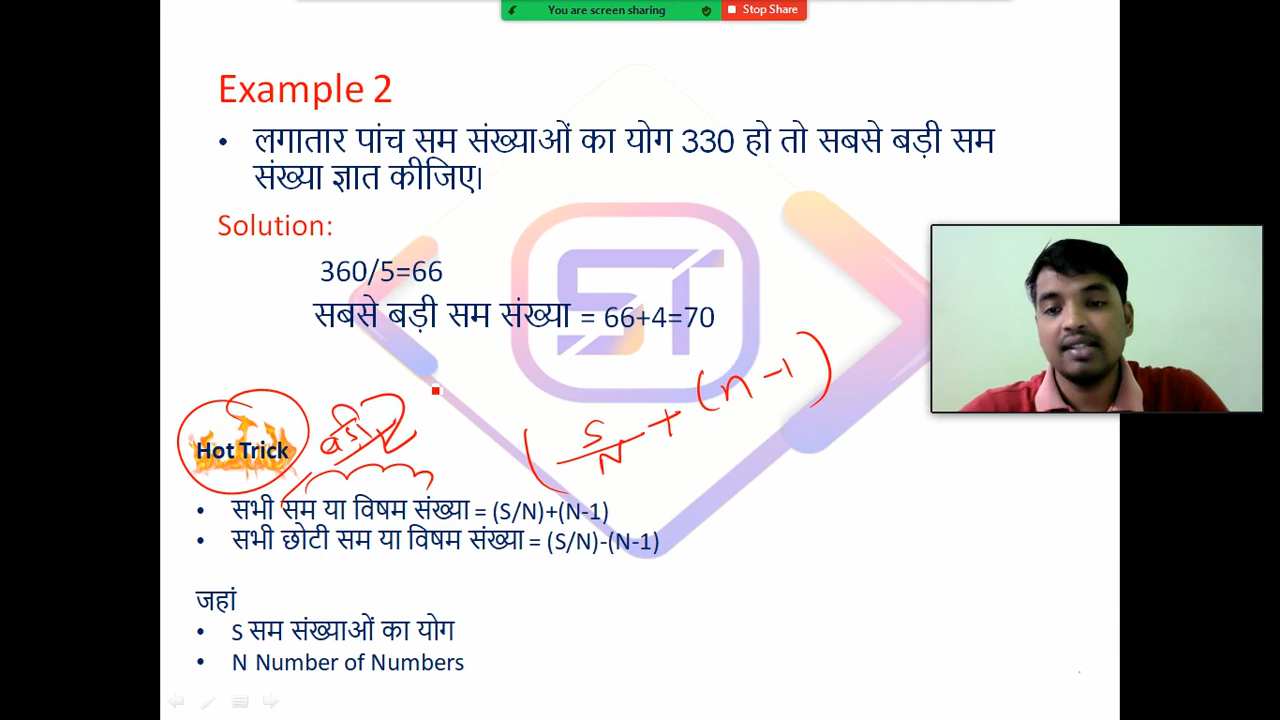 You are screen sharing
Stop Share
Example 2
• लगातार पांच सम संख्याओं का योग 330 हो तो सबसे बड़ी सम
संख्या ज्ञात कीजिए।
Solution:
360/5=66
सबसे बड़ी सम संख्या = 66+4=70
ST
Hot Trick
बड़ी
(S/N + (n-1)
• सभी सम या विषम संख्या = (S/N)+(N-1)
• सभी छोटी सम या विषम संख्या = (S/N)-(N-1)
जहां
• S सम संख्याओं का योग
• N Number of Numbers